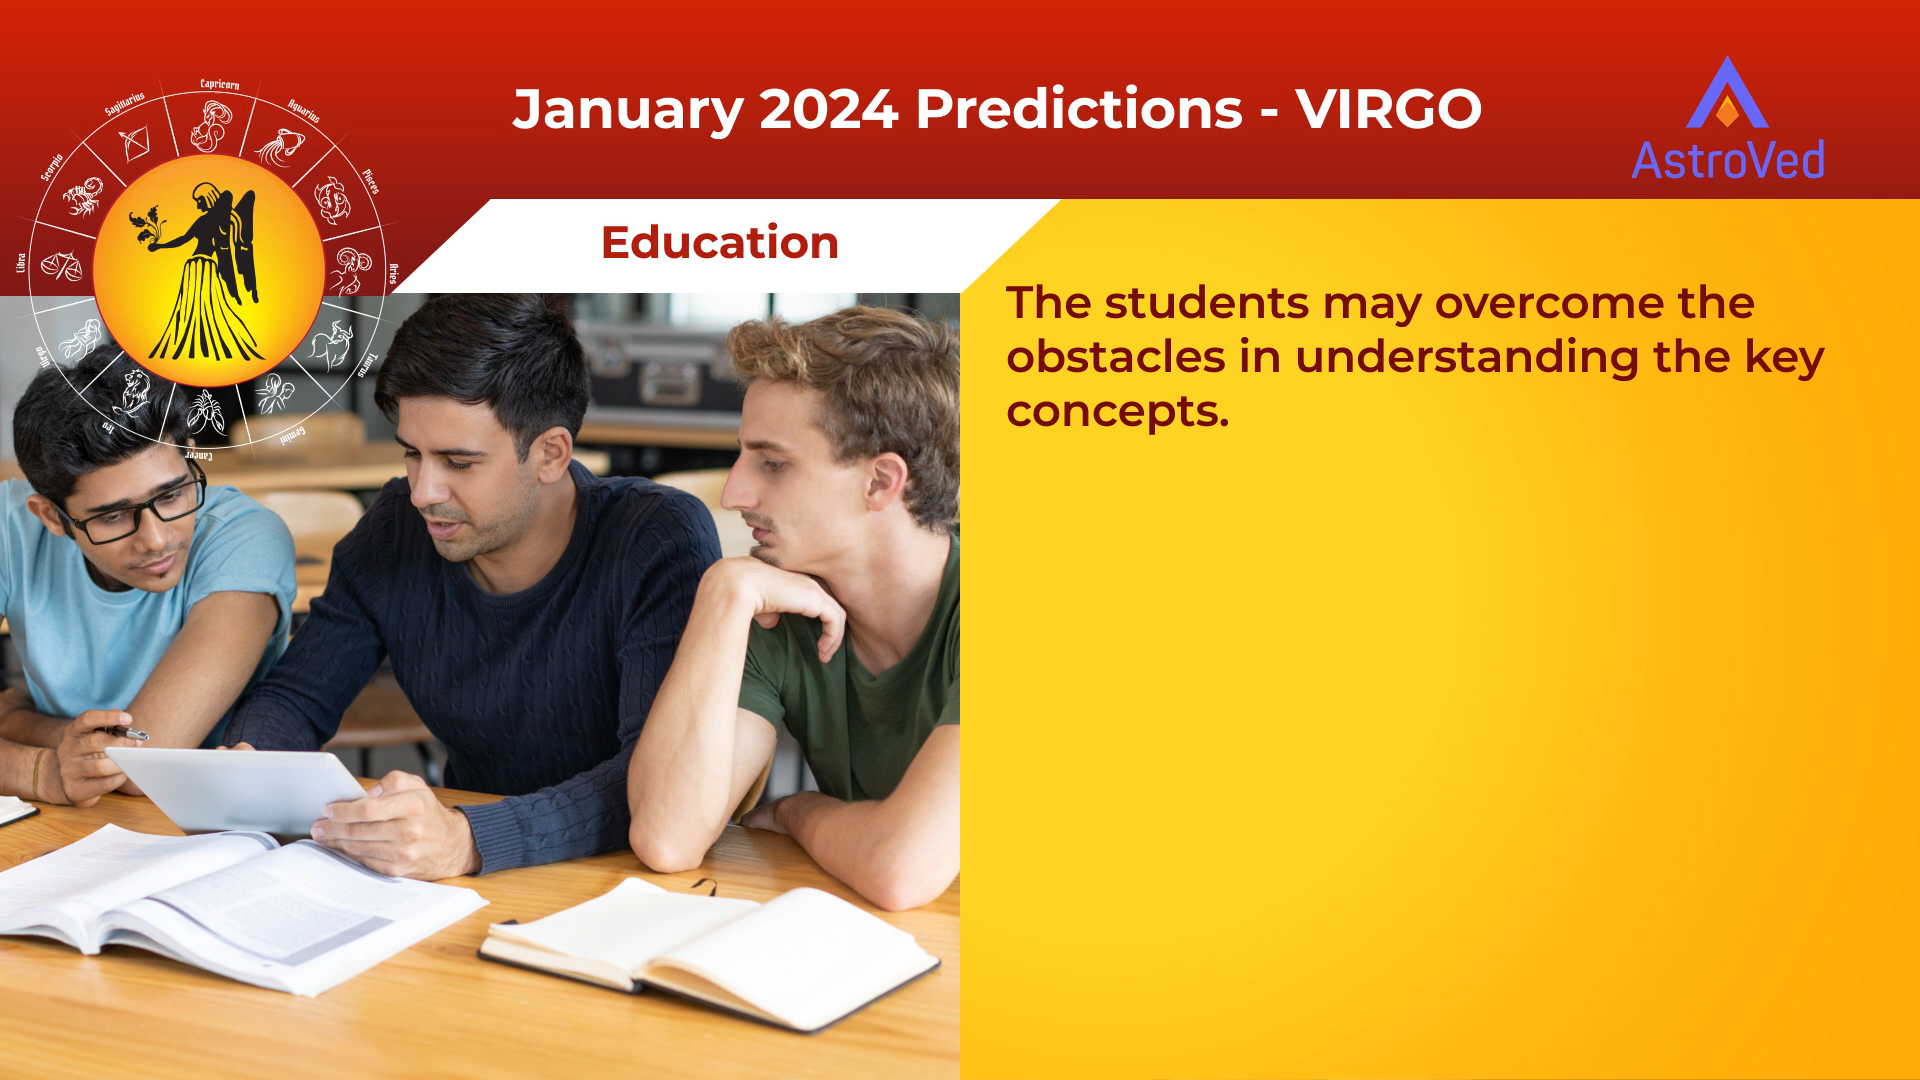 January 2024 Predictions - VIRGO
AstroVed
Capricorn
Sagittarius
Aquarius
Scorpio
Pisces
Libra
Aries
Virgo
Taurus
Leo
Gemini
Cancer
Education
The students may overcome the
obstacles in understanding the key
concepts.